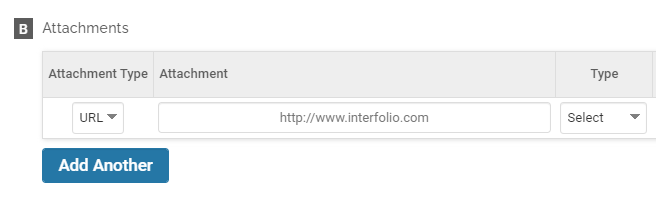 B Attachments
Attachment Type Attachment Type
URL http://www.interfolio.com Select
Add Another